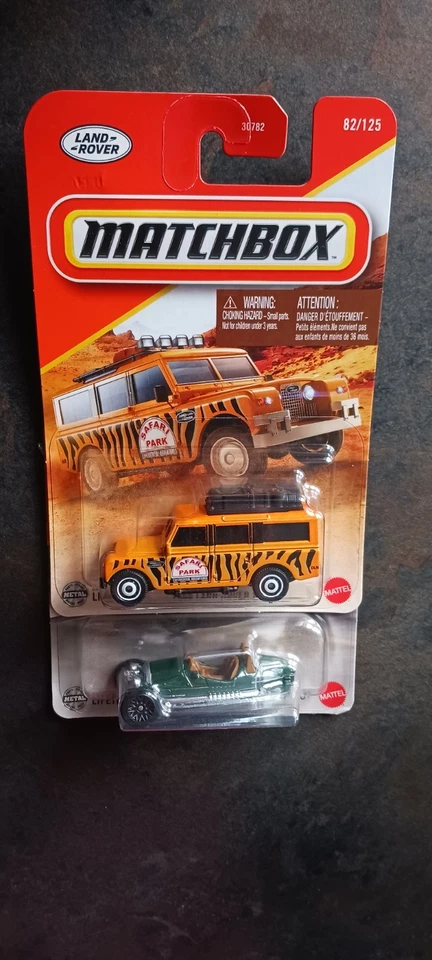 30782
82/125
LAND-
-ROVER
MATCHBOX
TM
WARNING:
CHOKING HAZARD - Small parts.
Not for children under 3 years.
ATTENTION :
DANGER D'ÉTOUFFEMENT -
Petits éléments. Ne convient pas
aux enfants de moins de 36 mois.
SAFARI
PARK
SAFARI
PARK
METAL
MATTEL
METAL
MATTEL